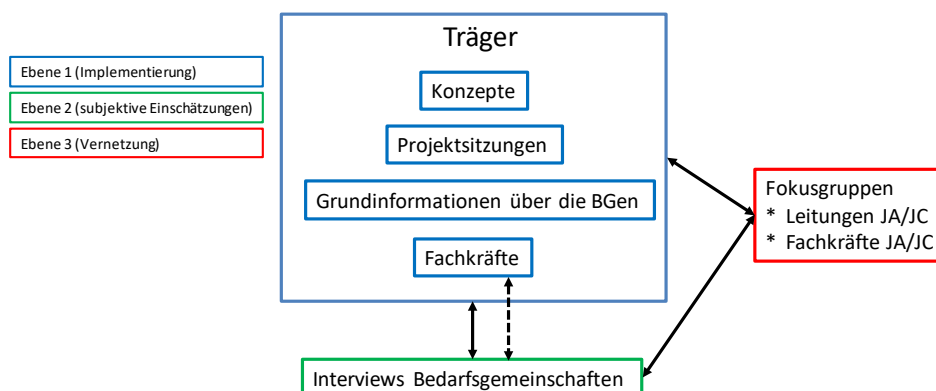 Träger
Ebene 1 (Implementierung)
Ebene 2 (subjektive Einschätzungen)
Ebene 3 (Vernetzung)
Konzepte
Projektsitzungen
Grundinformationen über die BGen
Fachkräfte
Fokusgruppen
* Leitungen JA/JC
* Fachkräfte JA/JC
Interviews Bedarfsgemeinschaften